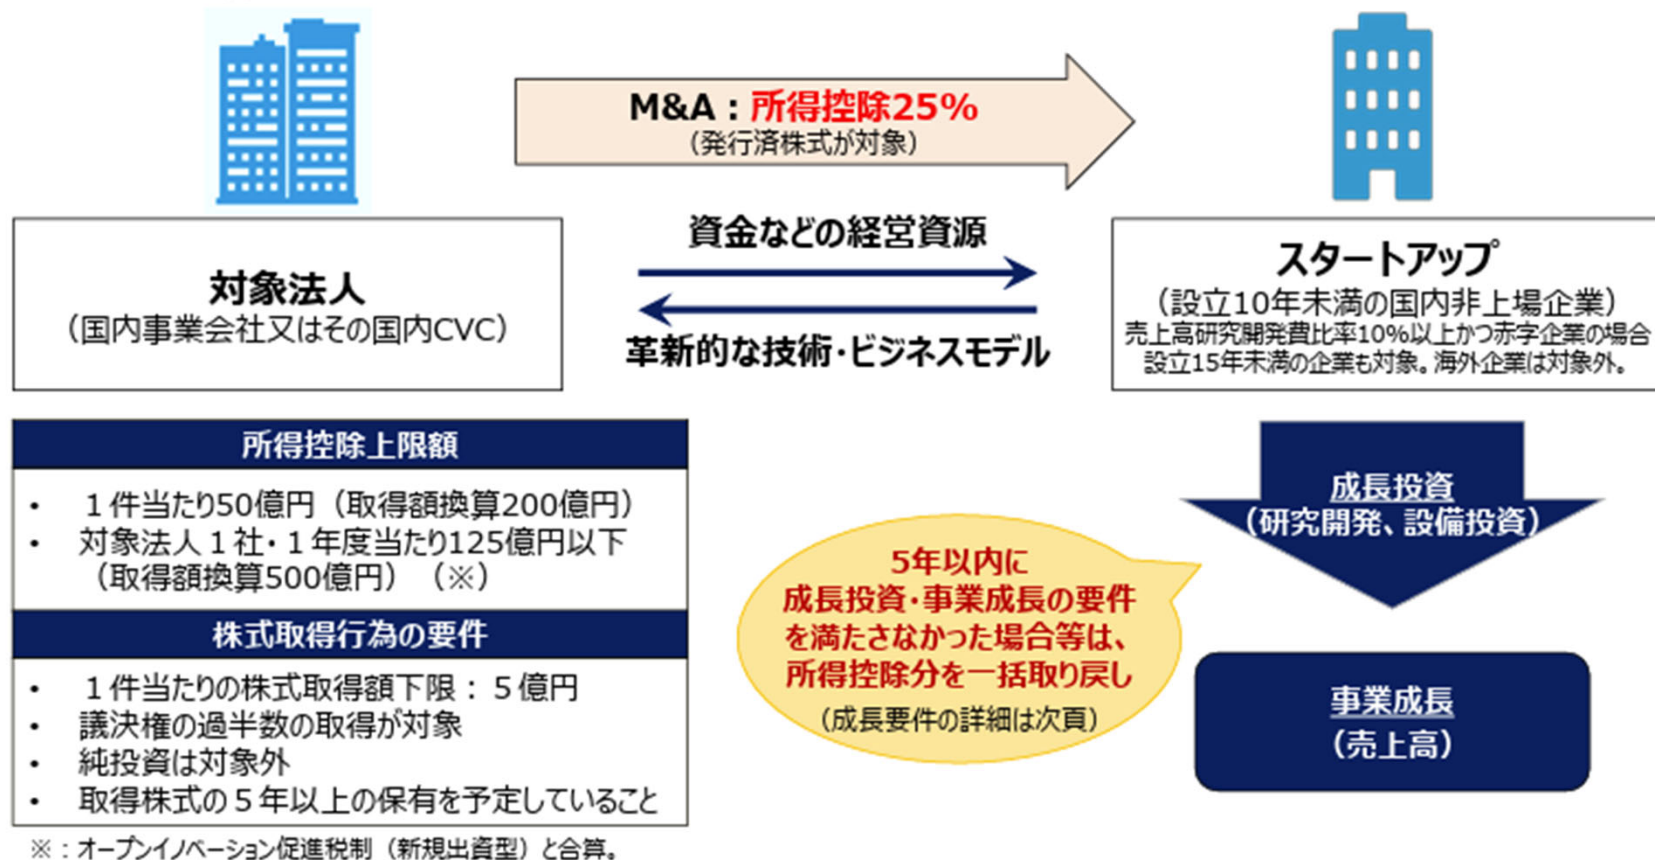 M&A：所得控除25%
（発行済株式が対象）
対象法人
（国内事業会社又はその国内CVC）
資金などの経営資源
革新的な技術・ビジネスモデル
スタートアップ
（設立10年未満の国内非上場企業）
売上高研究開発費比率10%以上かつ赤字企業の場合
設立15年未満の企業も対象。海外企業は対象外。
所得控除上限額
• １件当たり50億円（取得額換算200億円）
• 対象法人１社・１年度当たり125億円以下
（取得額換算500億円）（※）
株式取得行為の要件
• １件当たりの株式取得額下限：５億円
• 議決権の過半数の取得が対象
• 純投資は対象外
• 取得株式の５年以上の保有を予定していること
※：オープンイノベーション促進税制（新規出資型）と合算。
5年以内に
成長投資・事業成長の要件
を満たさなかった場合等は、
所得控除分を一括取り戻し
（成長要件の詳細は次頁）
成長投資
（研究開発、設備投資）
事業成長
（売上高）